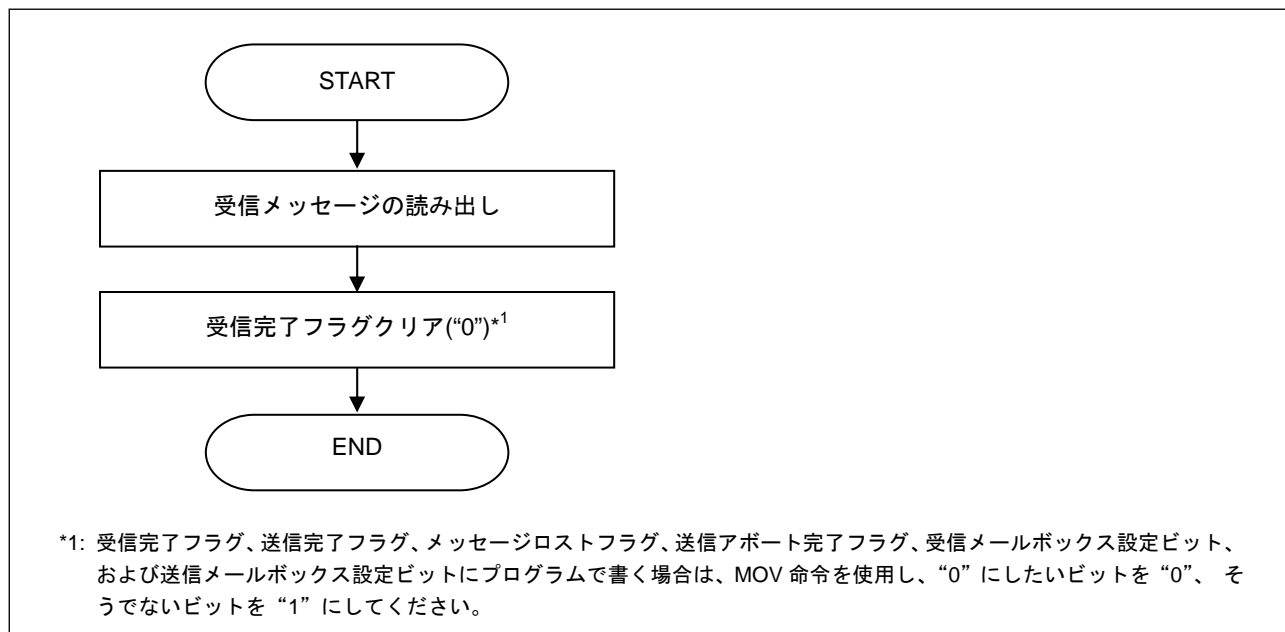 START
受信メッセージの読み出し
受信完了フラグクリア(“0”)*1
END
*1: 受信完了フラグ、送信完了フラグ、メッセージロストフラグ、送信アボート完了フラグ、受信メールボックス設定ビット、
および送信メールボックス設定ビットにプログラムで書く場合は、MOV 命令を使用し、“0” にしたいビットを “0”、 そ
うでないビットを “1” にしてください。